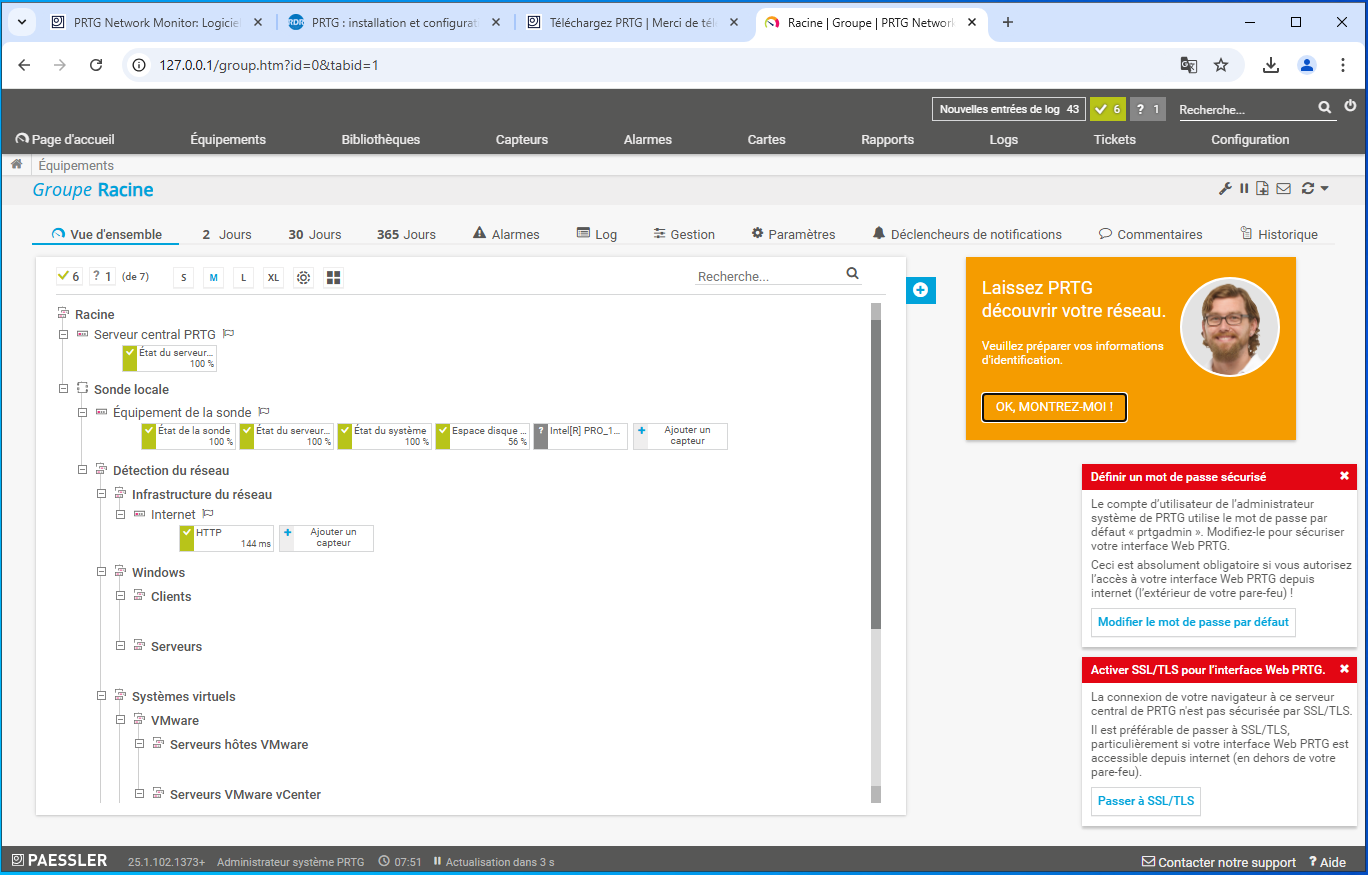 PRTG Network Monitor: Logiciel
PRTG : installation et configurat
Téléchargez PRTG | Merci de tél
Racine | Groupe | PRTG Network
127.0.0.1/group.htm?id=0&tabid=1
Nouvelles entrées de log 43
6
? 1
Recherche...
Page d'accueil
Équipements
Bibliothèques
Capteurs
Alarmes
Cartes
Rapports
Logs
Tickets
Configuration
Équipements
Groupe Racine
Vue d'ensemble
2 Jours
30 Jours
365 Jours
Alarmes
Log
Gestion
Paramètres
Déclencheurs de notifications
Commentaires
Historique
6
? 1
(de 7)
S
M
L
XL
Recherche...
Racine
Serveur central PRTG
État du serveur...
100 %
Sonde locale
Équipement de la sonde
État de la sonde
100 %
État du serveur...
100 %
État du système
100 %
Espace disque ...
56 %
? Intel[R] PRO_1...
Ajouter un
capteur
Détection du réseau
Infrastructure du réseau
Internet
HTTP
144 ms
Ajouter un
capteur
Windows
Clients
Serveurs
Systèmes virtuels
VMware
Serveurs hôtes VMware
Serveurs VMware vCenter
Laissez PRTG
découvrir votre réseau.
Veuillez préparer vos informations
d'identification.
OK, MONTREZ-MOI !
Définir un mot de passe sécurisé
Le compte d’utilisateur de l’administrateur
système de PRTG utilise le mot de passe par
défaut « prtgadmin ». Modifiez-le pour sécuriser
votre interface Web PRTG.
Ceci est absolument obligatoire si vous autorisez
l’accès à votre interface Web PRTG depuis
internet (l’extérieur de votre pare-feu) !
Modifier le mot de passe par défaut
Activer SSL/TLS pour l’interface Web PRTG.
La connexion de votre navigateur à ce serveur
central de PRTG n'est pas sécurisée par SSL/TLS.
Il est préférable de passer à SSL/TLS,
particulièrement si votre interface Web PRTG est
accessible depuis internet (en dehors de votre
pare-feu).
Passer à SSL/TLS
PAESSLER
25.1.102.1373+
Administrateur système PRTG
07:51
Actualisation dans 3 s
Contacter notre support
? Aide